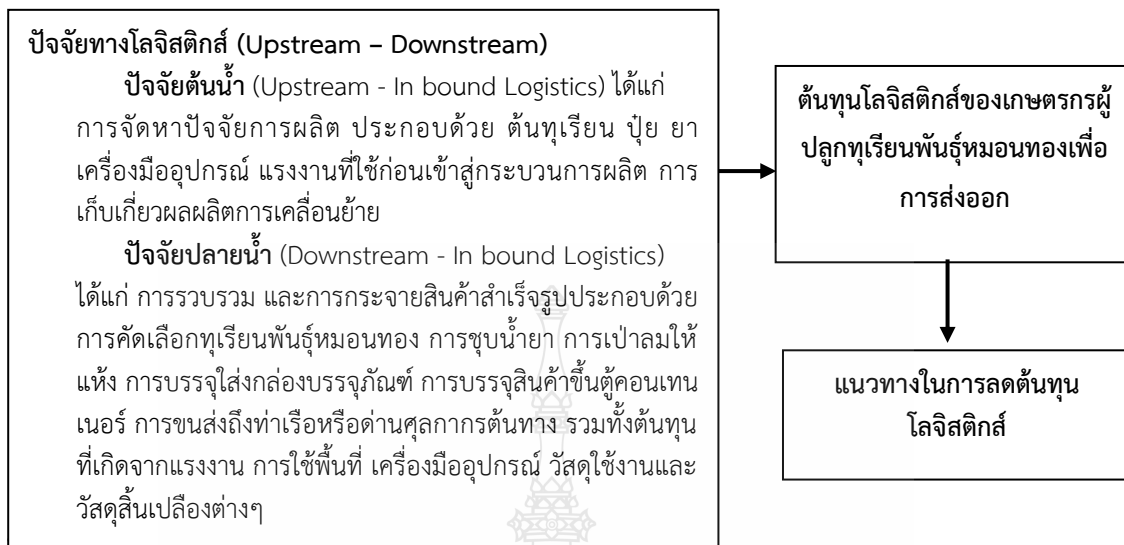 ปัจจัยทางโลจิสติกส์ (Upstream – Downstream)
ปัจจัยต้นน้ำ (Upstream - In bound Logistics) ได้แก่
การจัดหาปัจจัยการผลิต ประกอบด้วย ต้นทุเรียน ปุ๋ย ยา
เครื่องมืออุปกรณ์ แรงงานที่ใช้ก่อนเข้าสู่กระบวนการผลิต การ
เก็บเกี่ยวผลผลิตการเคลื่อนย้าย
ปัจจัยปลายน้ำ (Downstream - In bound Logistics)
ได้แก่ การรวบรวม และการกระจายสินค้าสำเร็จรูปประกอบด้วย
การคัดเลือกทุเรียนพันธุ์หมอนทอง การชุบน้ำยา การเป่าลมให้
แห้ง การบรรจุใส่งกล่องบรรจุภัณฑ์ การบรรจุสินค้าขึ้นตู้คอนเทน
เนอร์ การขนส่งถึงท่าเรือหรือด่านศุลกากรต้นทาง รวมทั้งต้นทุน
ที่เกิดจากแรงงาน การใช้พื้นที่ เครื่องมืออุปกรณ์ วัสดุใช้งานและ
วัสดุสิ้นเปลืองต่างๆ
ต้นทุนโลจิสติกส์ของเกษตรกรผู้
ปลูกทุเรียนพันธุ์หมอนทองเพื่อ
การส่งออก
แนวทางในการลดต้นทุน
โลจิสติกส์